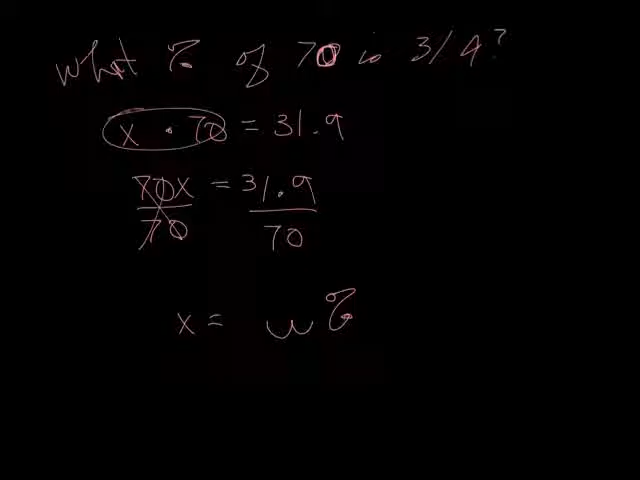 what % of 70 is 31.9?
x · 70 = 31.9
70x = 31.9
70 70
x = %